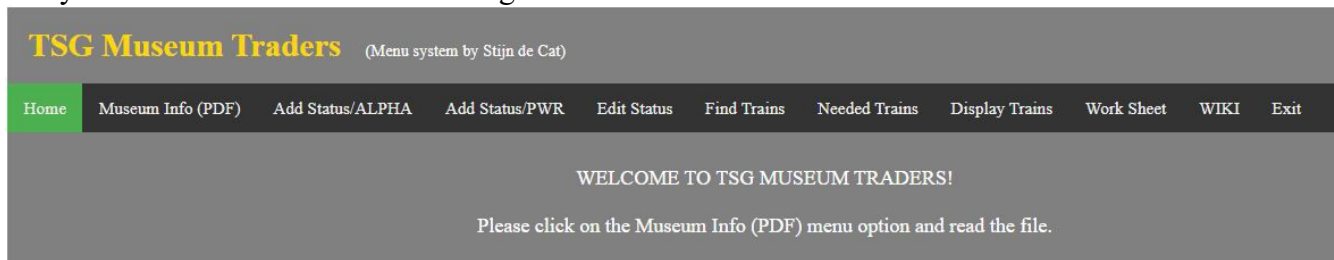 TSG Museum Traders (Menu system by Stijn de Cat)
Home Museum Info (PDF) Add Status/ALPHA Add Status/PWR Edit Status Find Trains Needed Trains Display Trains Work Sheet WIKI Exit
WELCOME TO TSG MUSEUM TRADERS!
Please click on the Museum Info (PDF) menu option and read the file.